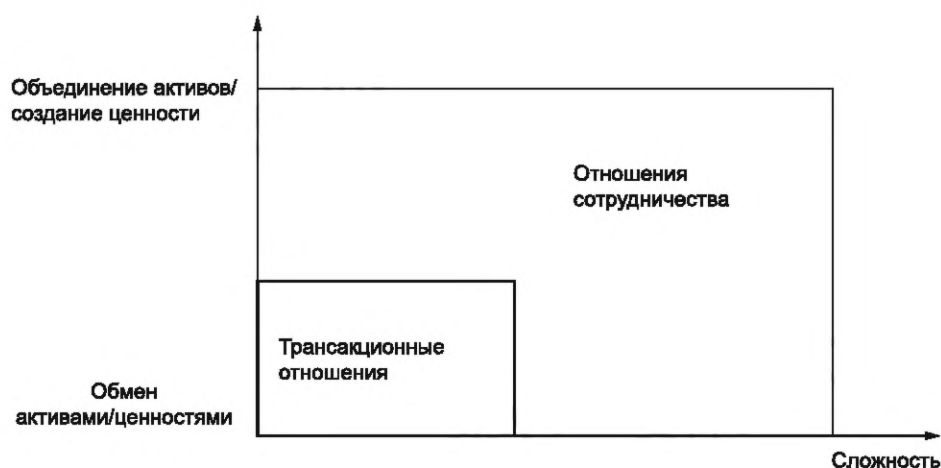 Объединение активов/
создание ценности
Отношения
сотрудничества
Трансакционные
отношения
Обмен
активами/ценностями
Сложность